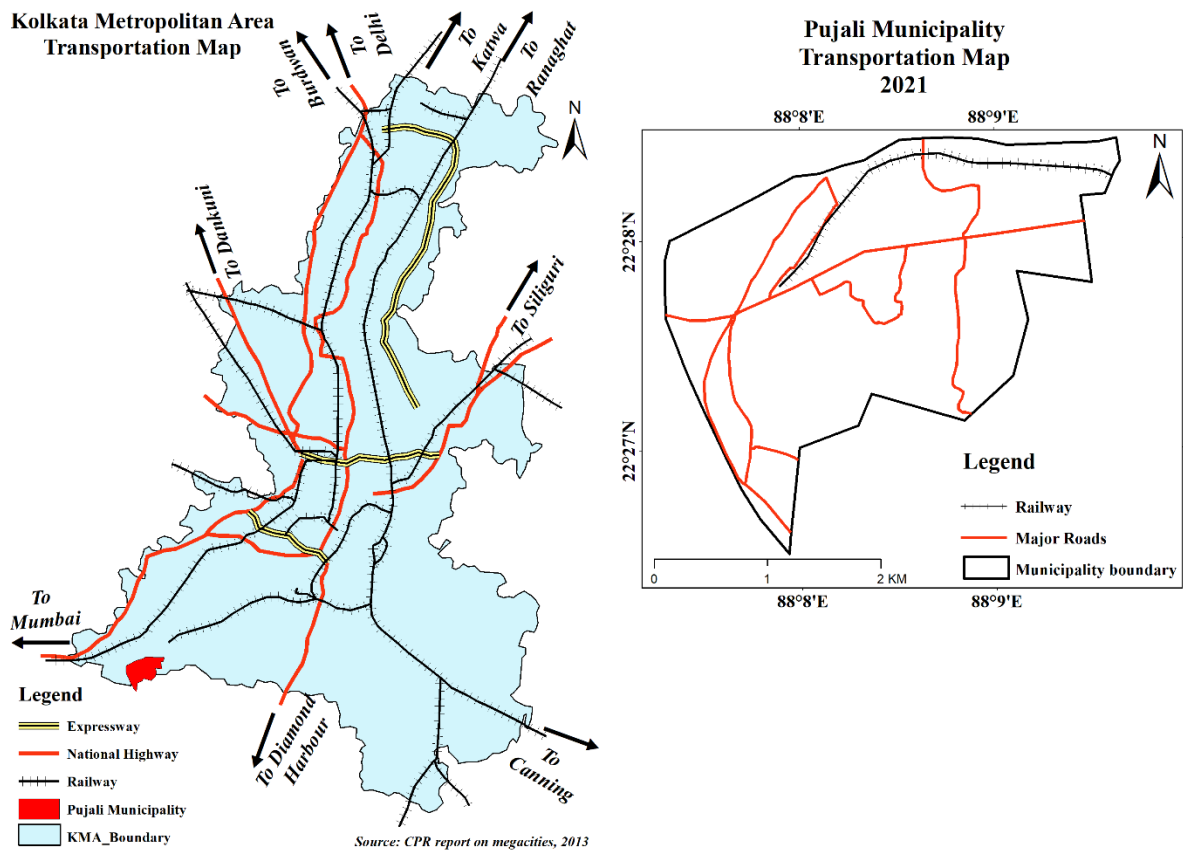 Kolkata Metropolitan Area
Transportation Map
To
Burdwan
To
Delhi
To
Katwa
To
Ranaghat
N
To Dankuni
To Siliguri
To
Mumbai
To Diamond
Harbour
To
Canning
Legend
Expressway
National Highway
Railway
Pujali Municipality
KMA_Boundary
Source: CPR report on megacities, 2013
Pujali Municipality
Transportation Map
2021
88°8'E
88°9'E
N
22°28'N
22°27'N
Legend
Railway
Major Roads
Municipality boundary
0
1
2 KM
88°8'E
88°9'E